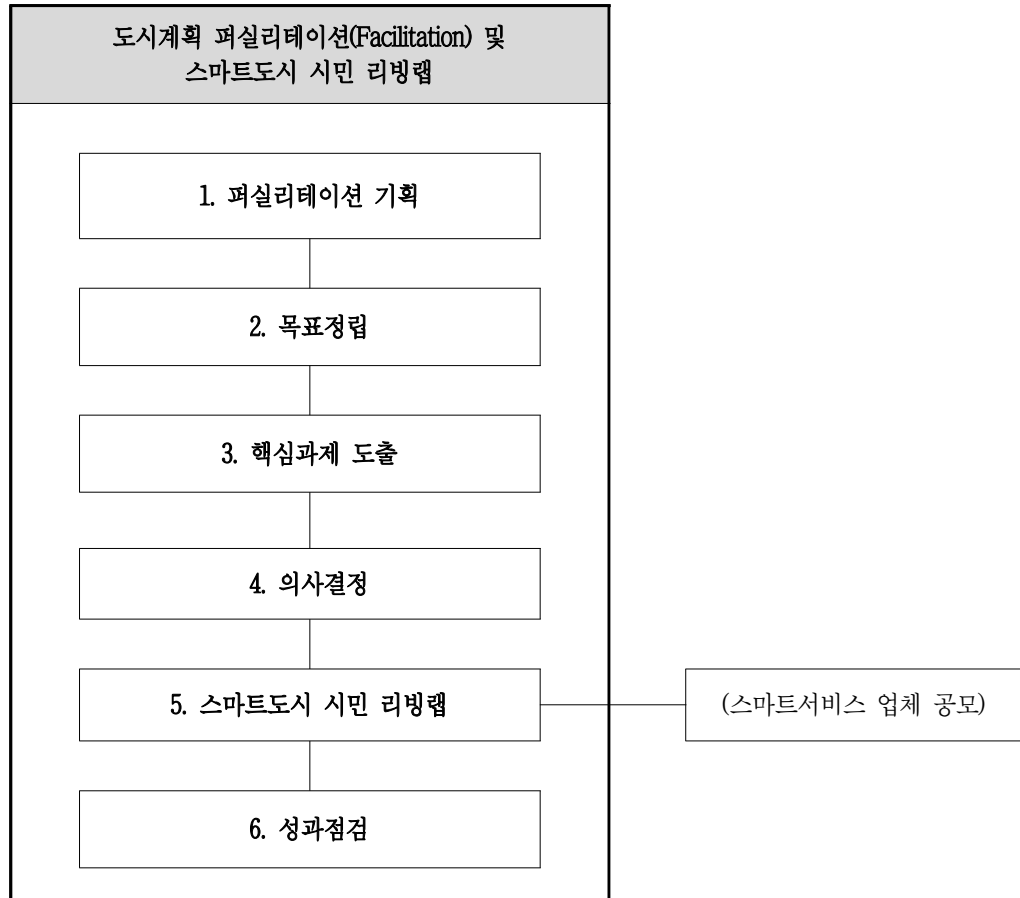 도시계획 퍼실리테이션(Facilitation) 및
스마트도시 시민 리빙랩
1. 퍼실리테이션 기획
2. 목표정립
3. 핵심과제 도출
4. 의사결정
5. 스마트도시 시민 리빙랩
(스마트서비스 업체 공모)
6. 성과점검